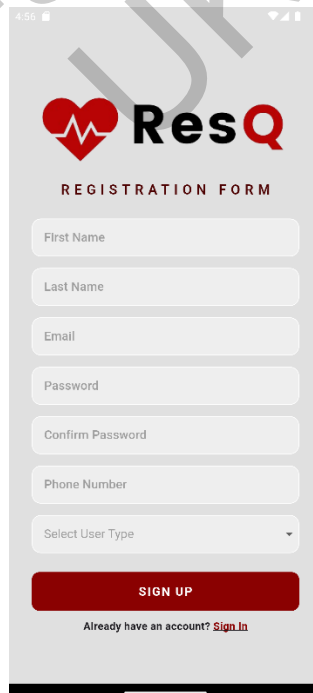 4:56
ResQ
REGISTRATION FORM
First Name
Last Name
Email
Password
Confirm Password
Phone Number
Select User Type
SIGN UP
Already have an account? Sign In